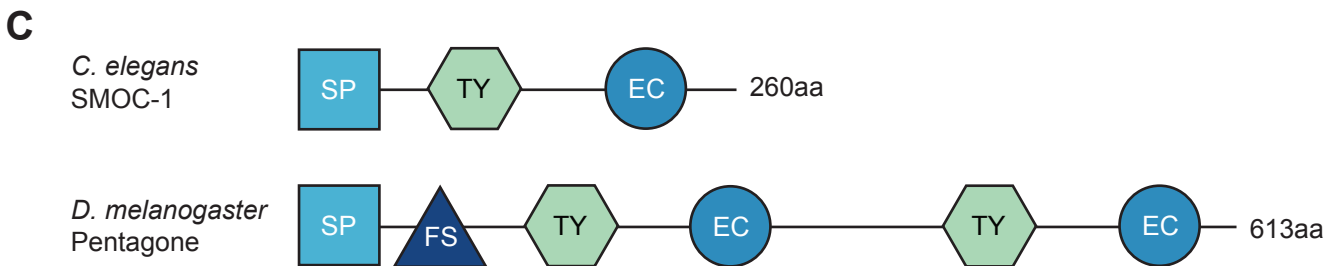 C
C. elegans
SMOC-1
SP TY EC 260aa
D. melanogaster
Pentagone
SP FS TY EC TY EC 613aa